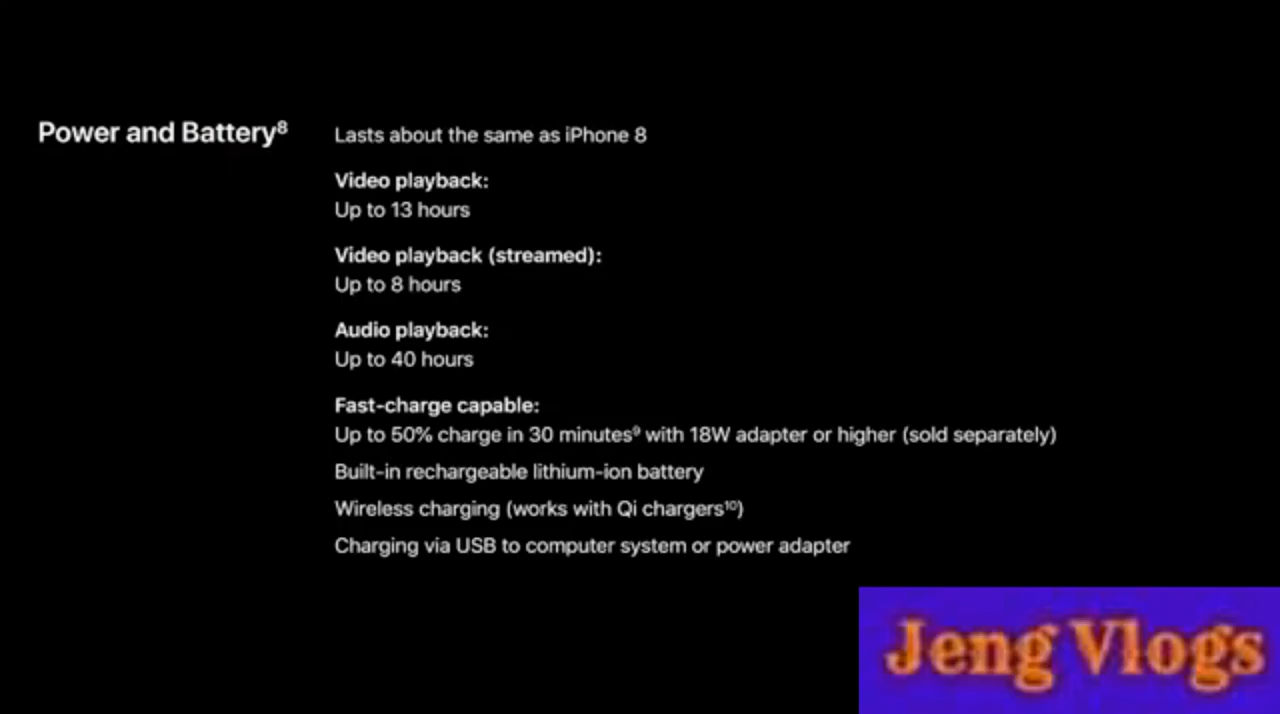 Power and Battery⁸
Lasts about the same as iPhone 8
Video playback:
Up to 13 hours
Video playback (streamed):
Up to 8 hours
Audio playback:
Up to 40 hours
Fast-charge capable:
Up to 50% charge in 30 minutes⁹ with 18W adapter or higher (sold separately)
Built-in rechargeable lithium-ion battery
Wireless charging (works with Qi chargers¹⁰)
Charging via USB to computer system or power adapter
Jeng Vlogs